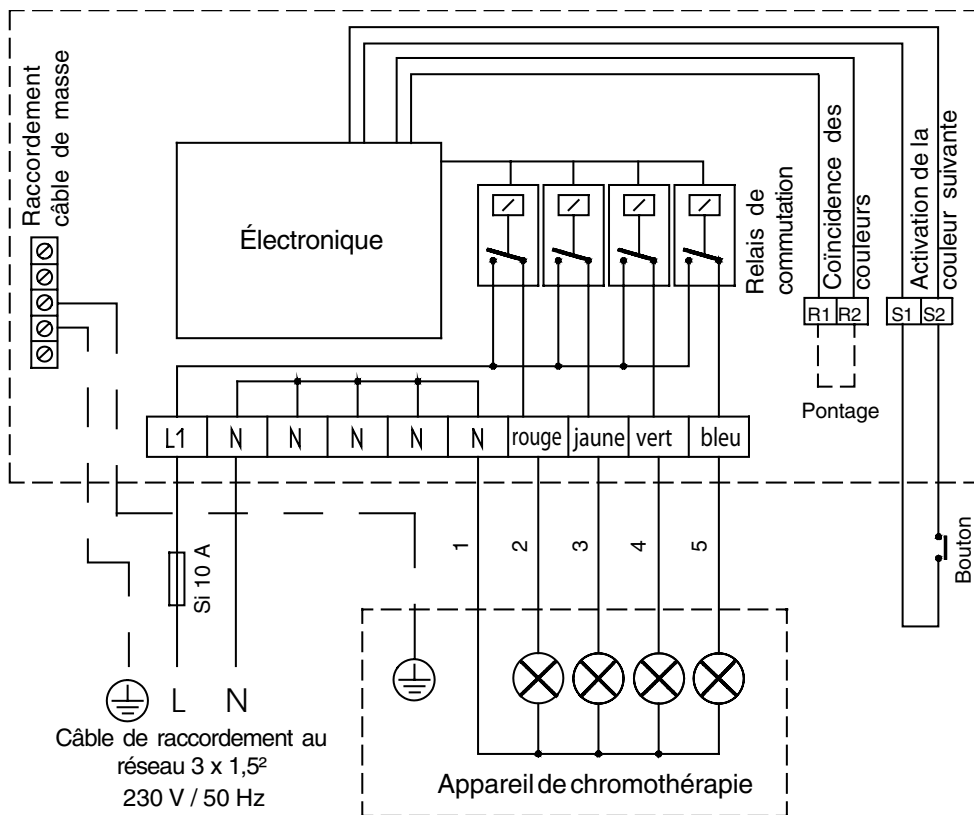 Raccordement
câble de masse
Électronique
Relais de
commutation
Coïncidence des
couleurs
Activation de la
couleur suivante
R1 R2
S1 S2
Pontage
L1 N N N N N rouge jaune vert bleu
1 2 3 4 5
Si 10 A
Bouton
L N
Câble de raccordement au
réseau 3 x 1,5²
230 V / 50 Hz
Appareil de chromothérapie